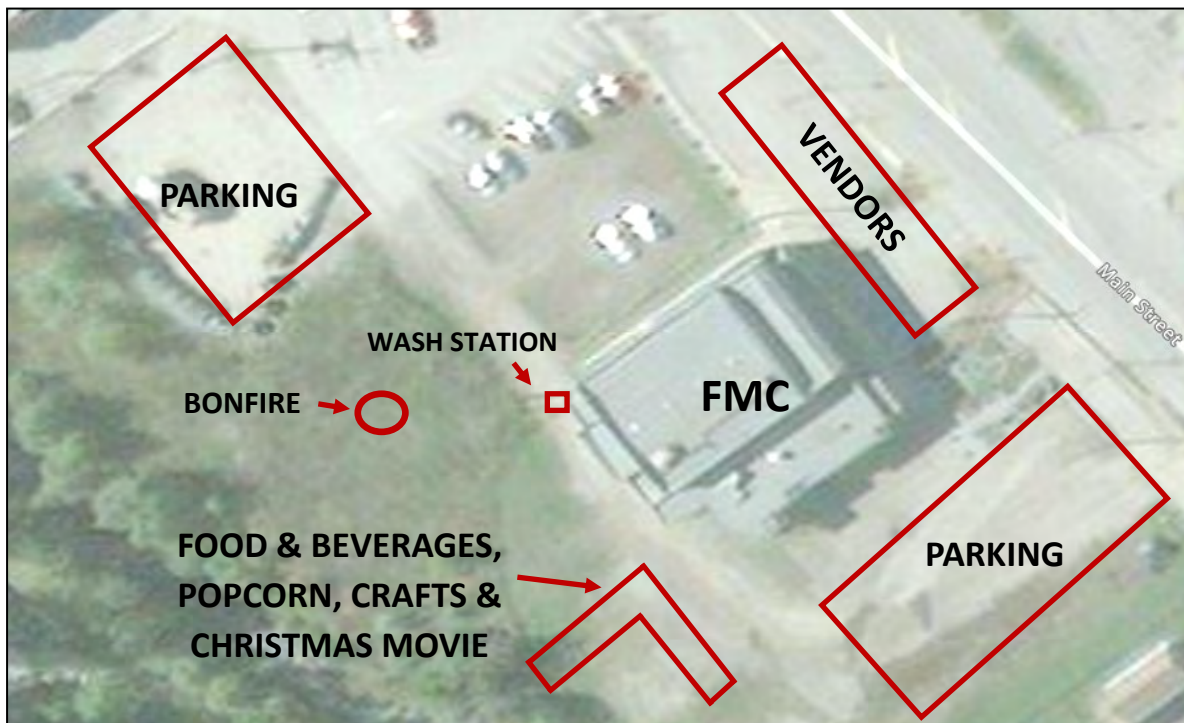 PARKING
VENDORS
Main Street
WASH STATION
BONFIRE
FMC
FOOD & BEVERAGES,
POPCORN, CRAFTS &
CHRISTMAS MOVIE
PARKING